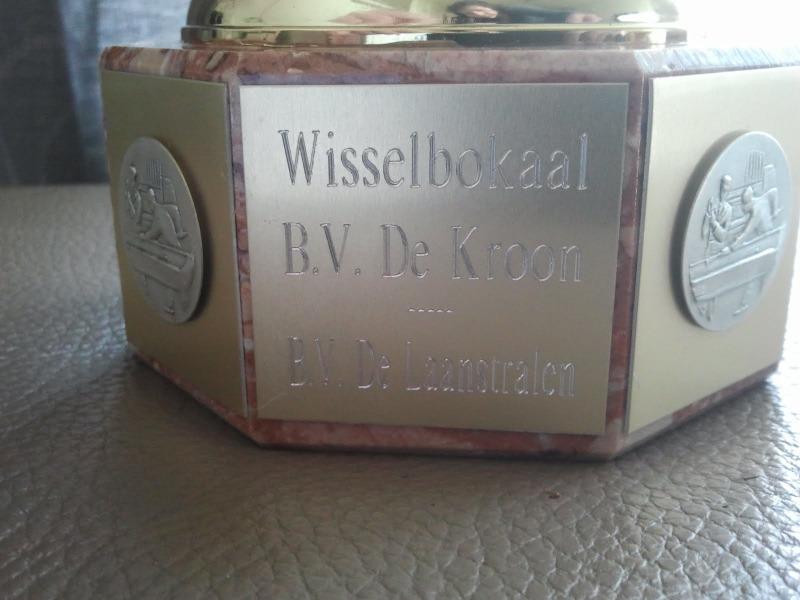 Wisselbokaal
B.V. De Kroon
-----
B.V. De Laanstralen